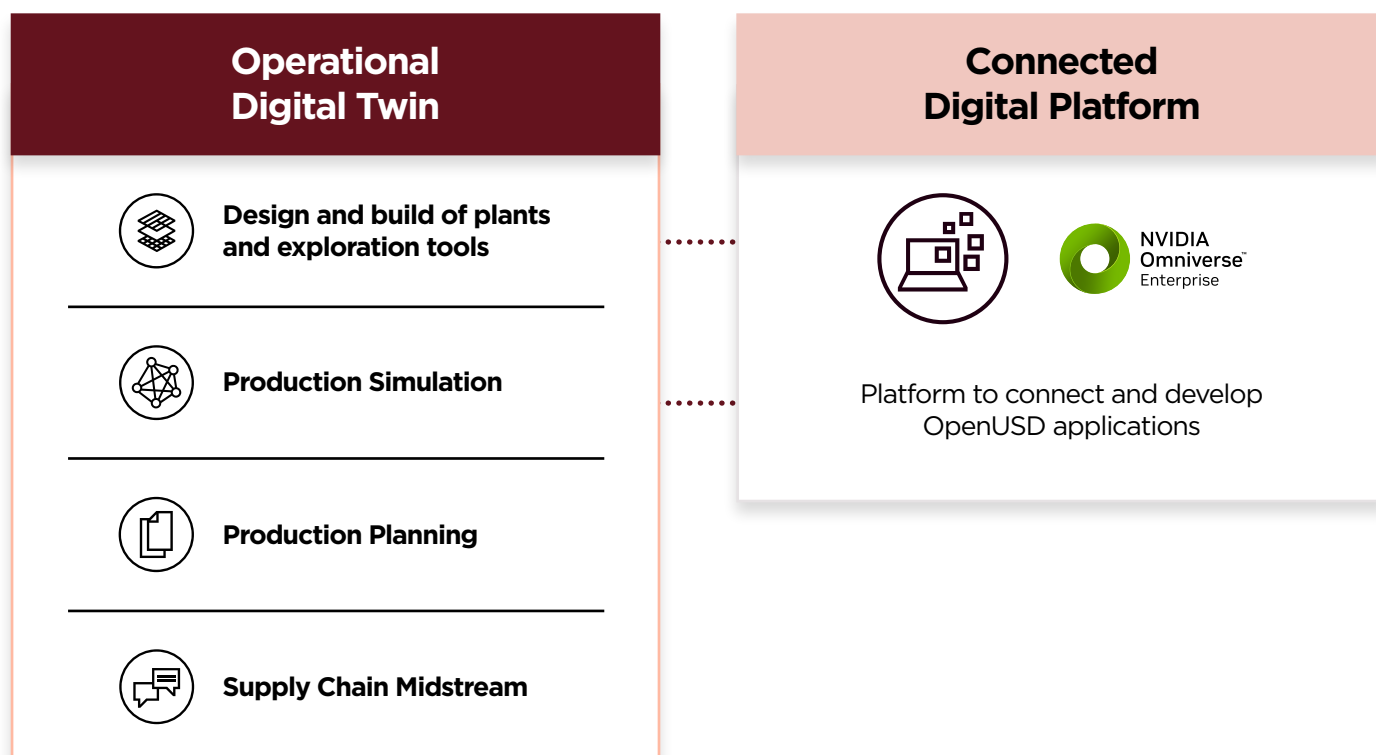 Operational
Digital Twin
Design and build of plants
and exploration tools
Production Simulation
Production Planning
Supply Chain Midstream
Connected
Digital Platform
NVIDIA
Omniverse™
Enterprise
Platform to connect and develop
OpenUSD applications